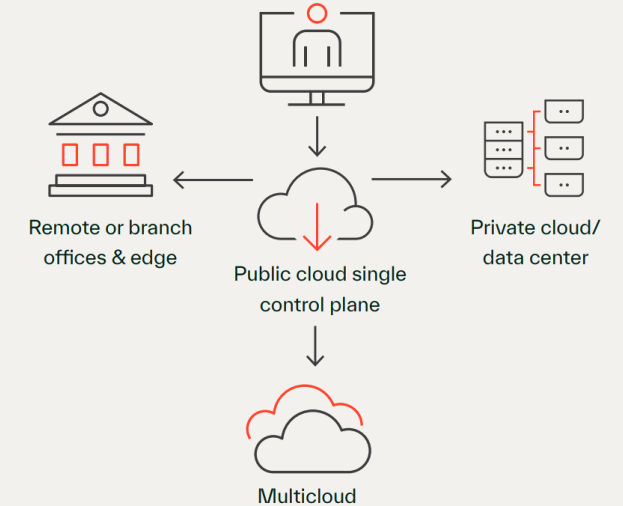 Remote or branch
offices & edge
Private cloud/
data center
Public cloud single
control plane
Multicloud